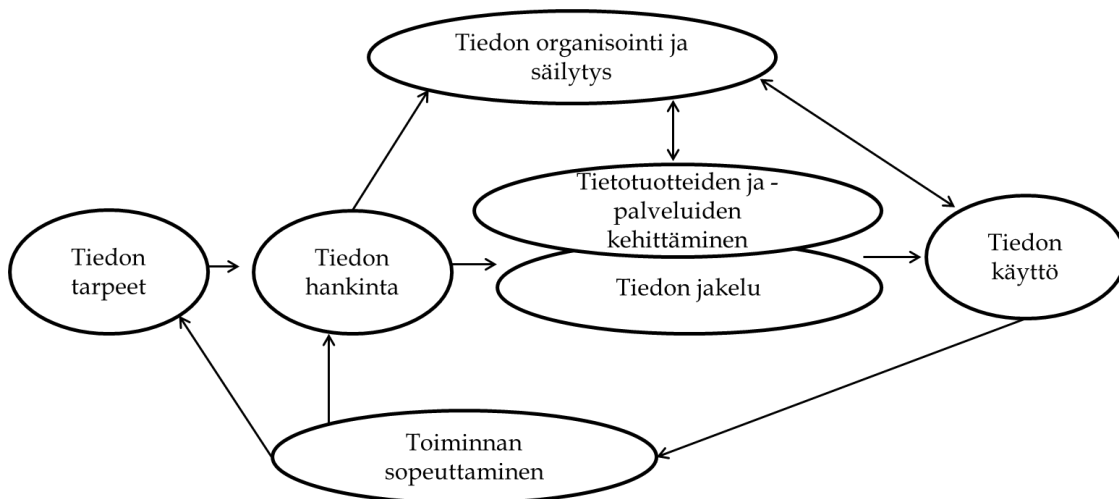 Tiedon organisointi ja
säilytys
Tietotuotteiden ja -
palveluiden
kehittäminen
Tiedon
tarpeet
Tiedon
hankinta
Tiedon jakelu
Tiedon
käyttö
Toiminnan
sopeuttaminen